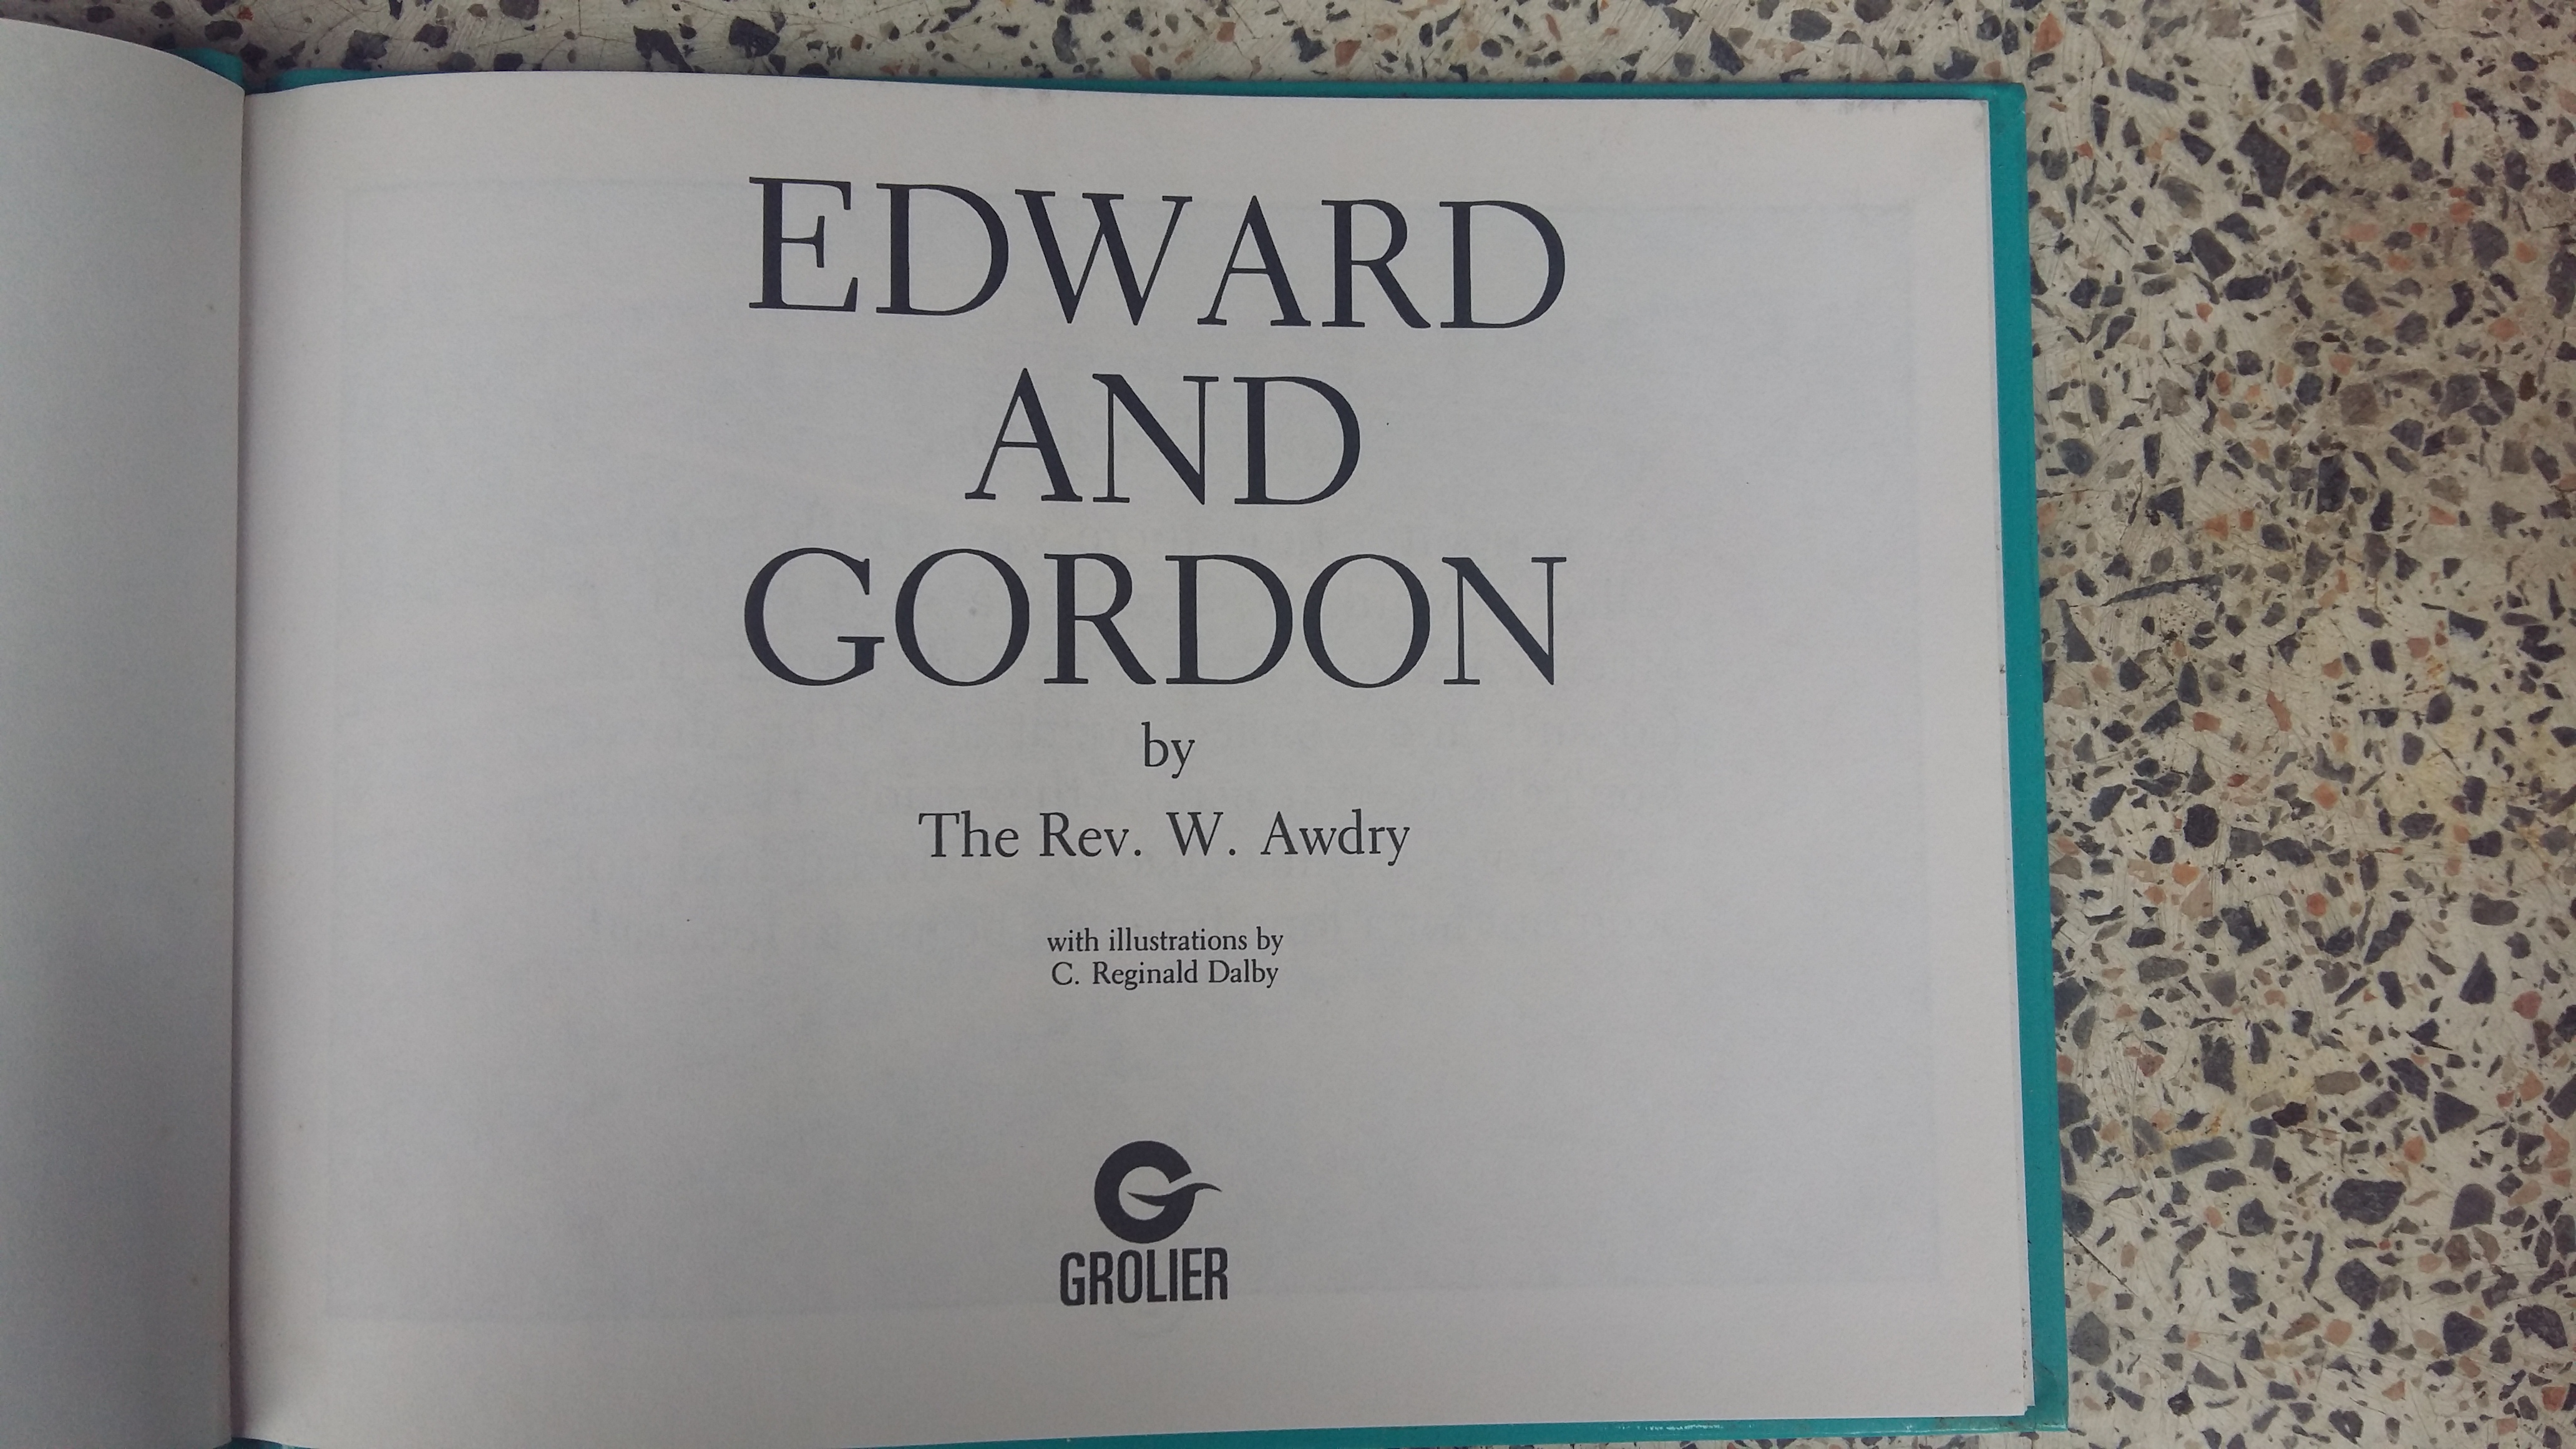 EDWARD
AND
GORDON
by
The Rev. W. Awdry
with illustrations by
C. Reginald Dalby
GROLIER